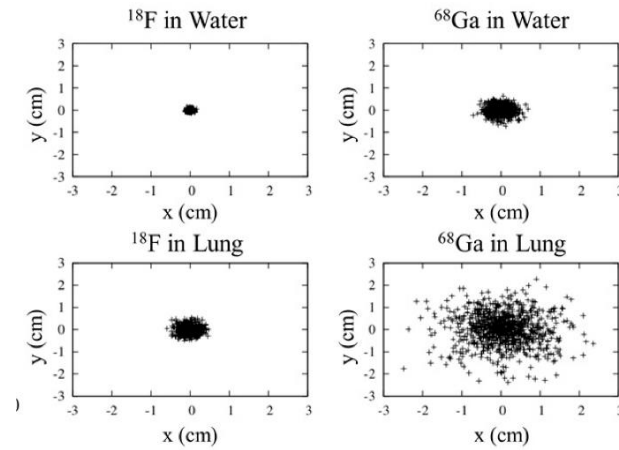 18F in Water
68Ga in Water
3
2
1
0
-1
-2
-3
y (cm)
-3 -2 -1 0 1 2 3
x (cm)
3
2
1
0
-1
-2
-3
y (cm)
-3 -2 -1 0 1 2 3
x (cm)
18F in Lung
68Ga in Lung
3
2
1
0
-1
-2
-3
y (cm)
-3 -2 -1 0 1 2 3
x (cm)
3
2
1
0
-1
-2
-3
y (cm)
-3 -2 -1 0 1 2 3
x (cm)
)